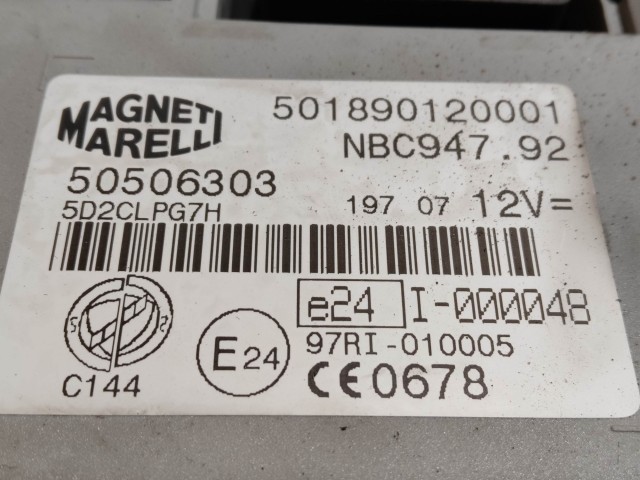 MAGNETI
MARELLI
501890120001
NBC947.92
50506303
5D2CLPG7H
197 07 12V=
e24 I-000048
97RI-010005
E24
CE0678
C144